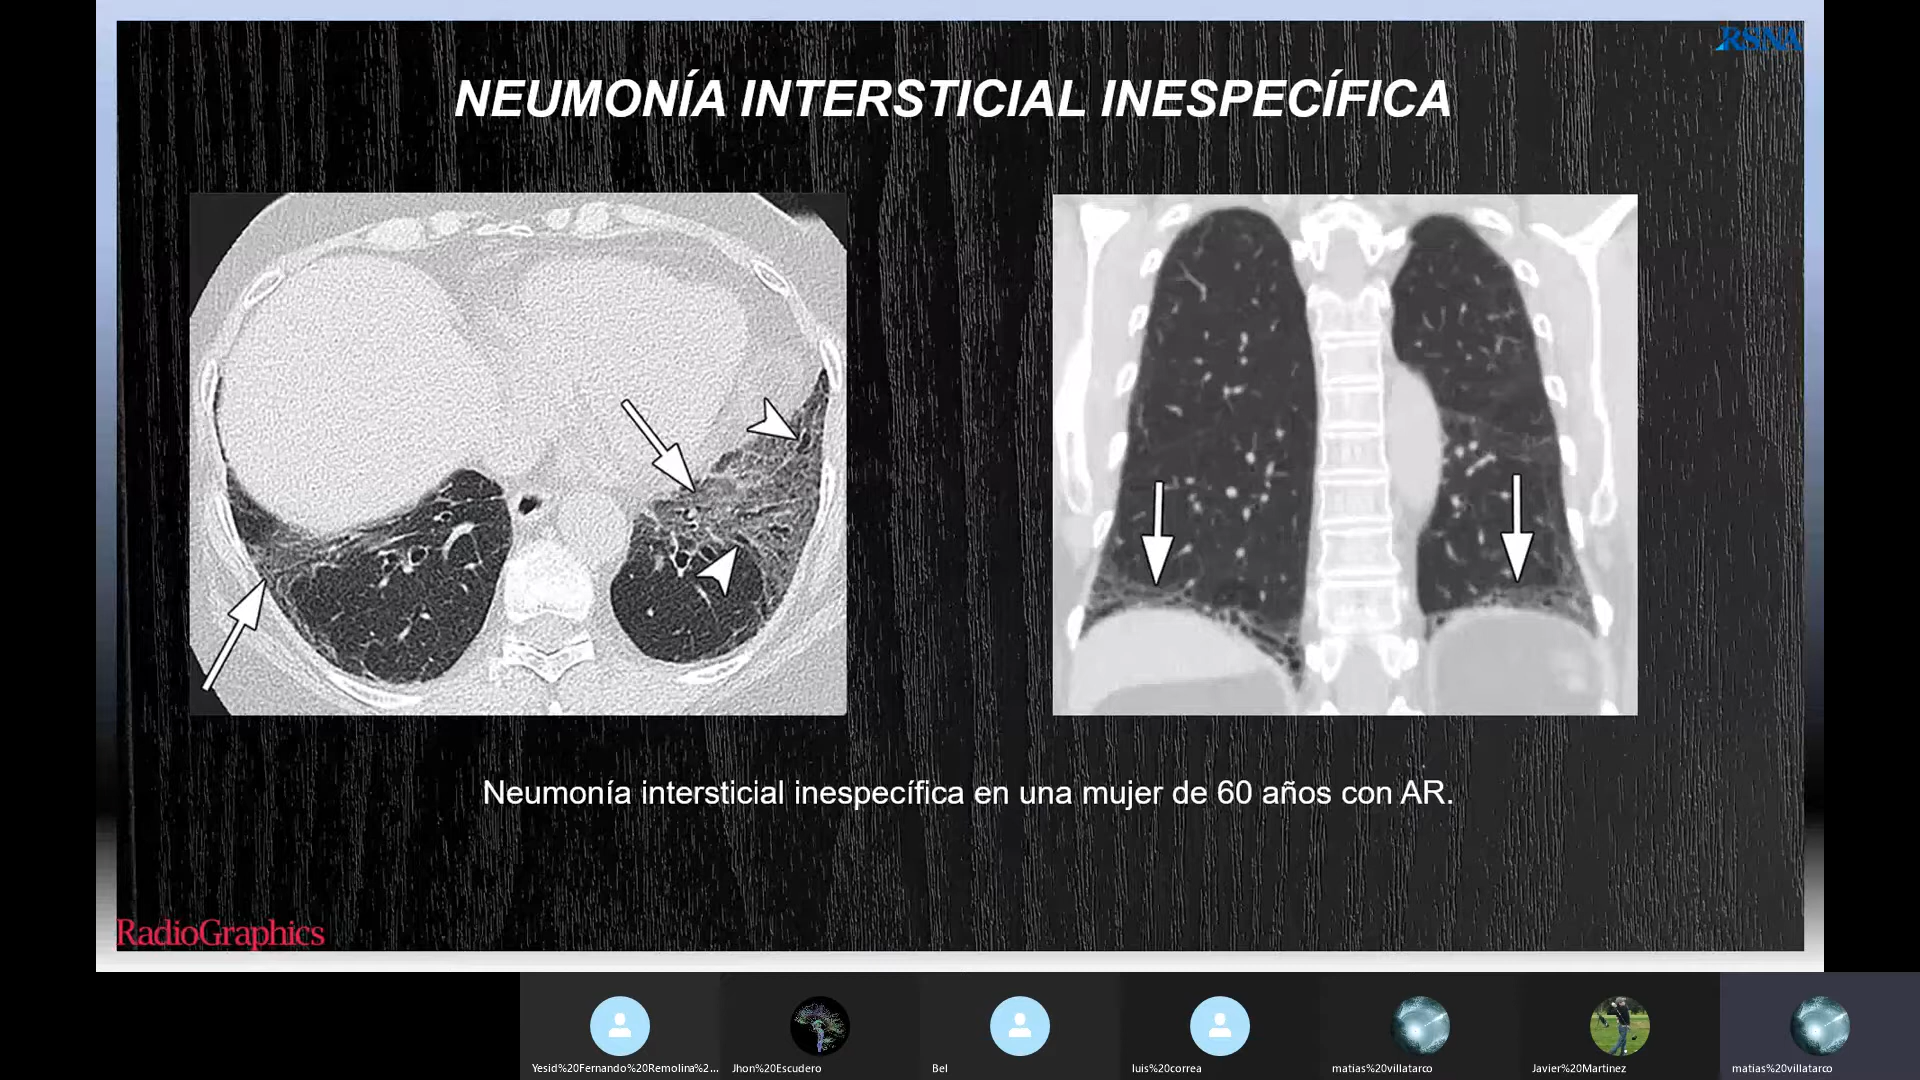 RSNA
NEUMONÍA INTERSTICIAL INESPECÍFICA
Neumonía intersticial inespecífica en una mujer de 60 años con AR.
RadioGraphics
Yesid%20Fernando%20Remolina%2...
Jhon%20Escudero
Bel
luis%20correa
matias%20villatarco
Javier%20Martinez
matias%20villatarco